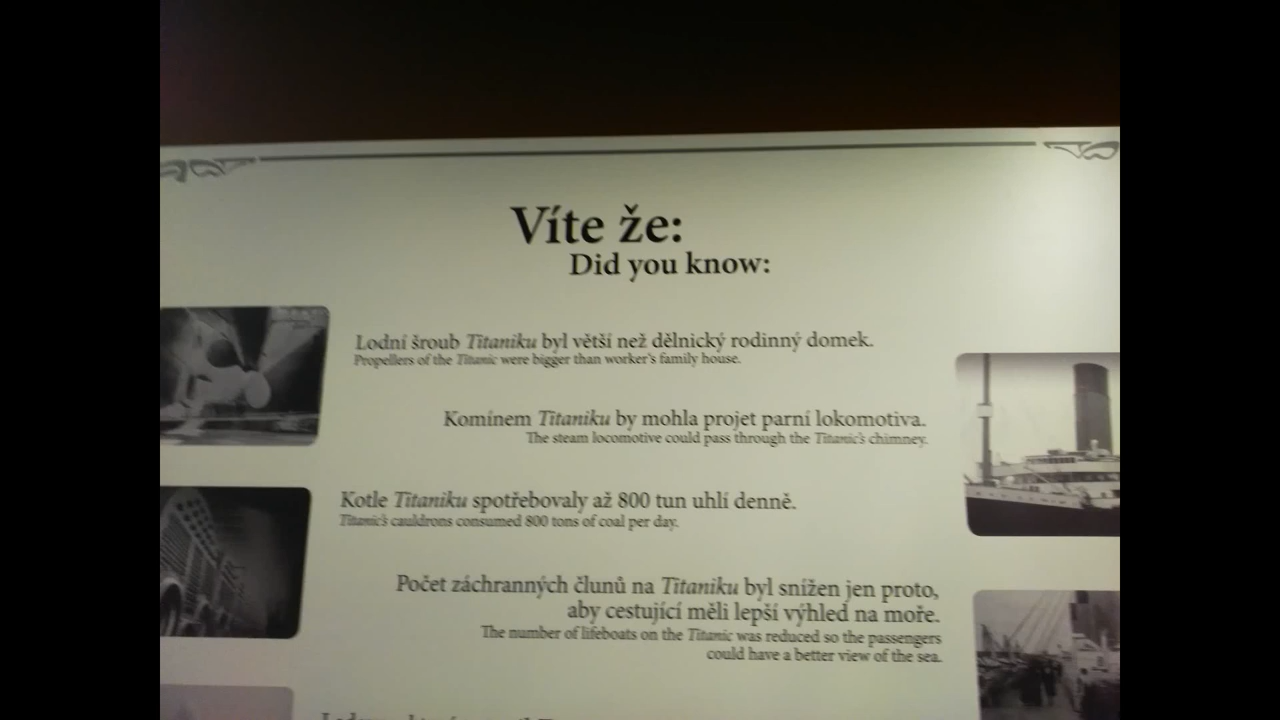 Víte že:
Did you know:
Lodní šroub Titaniku byl větší než dělnický rodinný domek.
Propellers of the Titanic were bigger than worker's family house.
Komínem Titaniku by mohla projet parní lokomotiva.
The steam locomotive could pass through the Titanic's chimney.
Kotle Titaniku spotřebovaly až 800 tun uhlí denně.
Titanic's cauldrons consumed 800 tons of coal per day.
Počet záchranných člunů na Titaniku byl snížen jen proto,
aby cestující měli lepší výhled na moře.
The number of lifeboats on the Titanic was reduced so the passengers
could have a better view of the sea.